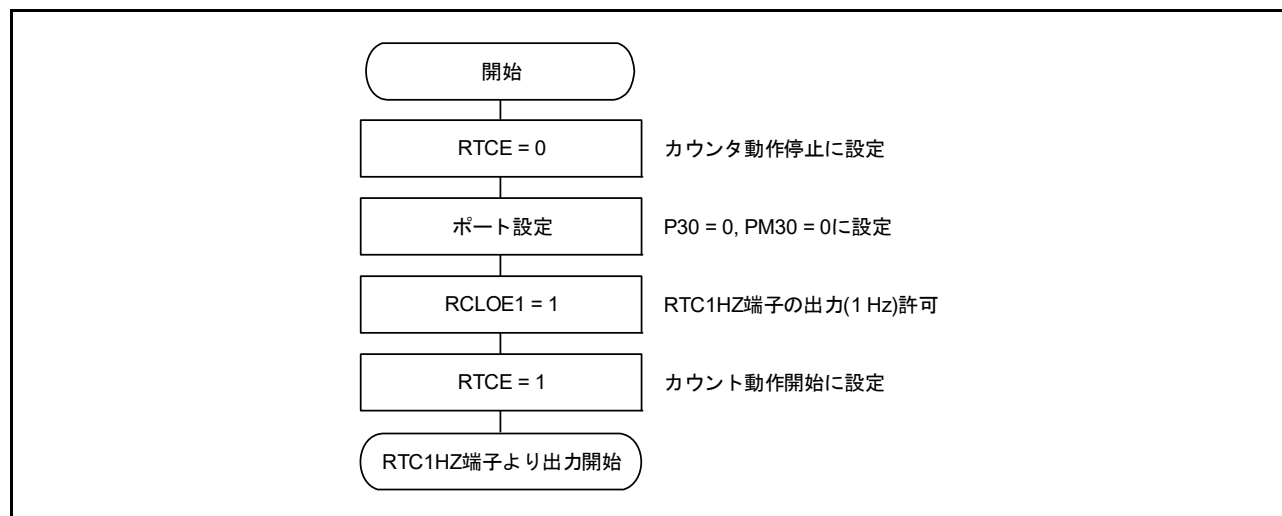 開始
RTCE = 0
カウンタ動作停止に設定
ポート設定
P30 = 0, PM30 = 0に設定
RCLOE1 = 1
RTC1HZ端子の出力(1 Hz)許可
RTCE = 1
カウント動作開始に設定
RTC1HZ端子より出力開始